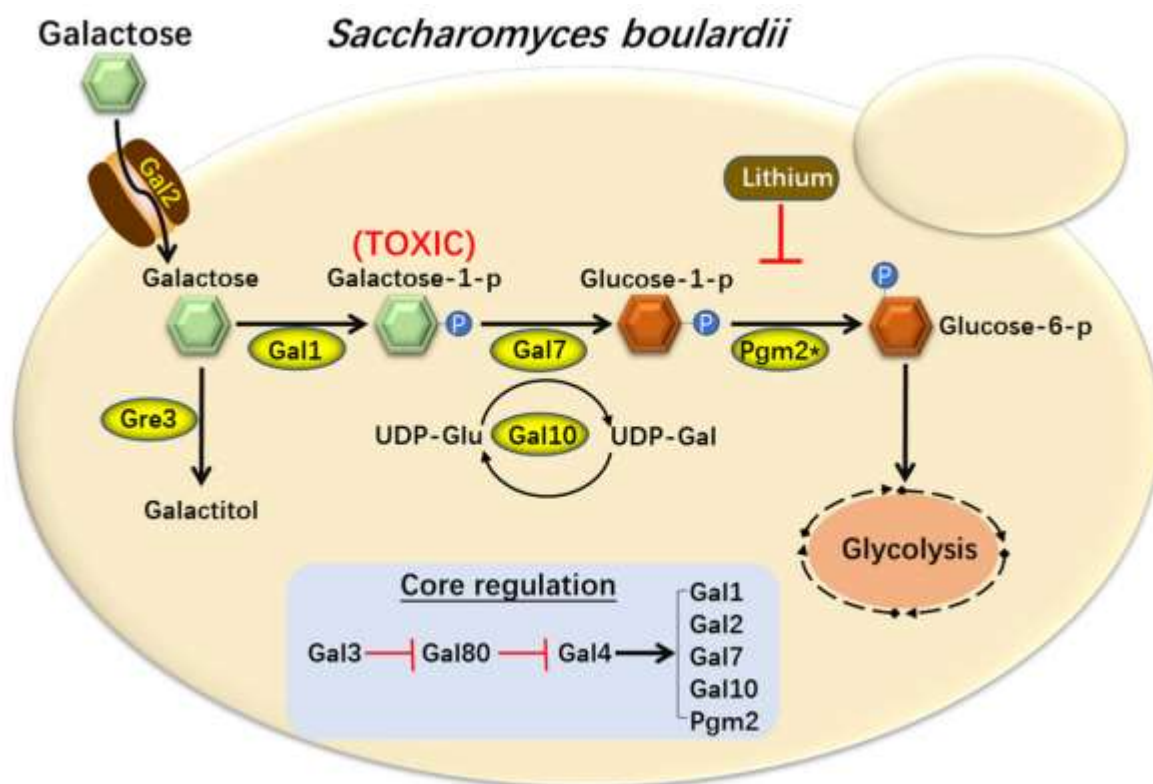 Galactose
Saccharomyces boulardii
Gal2
Lithium
(TOXIC)
Galactose
Galactose-1-p
Glucose-1-p
P
P
P
Glucose-6-p
Gal1
Gal7
Pgm2★
Gre3
UDP-Glu
Gal10
UDP-Gal
Galactitol
Glycolysis
Core regulation
Gal3
Gal80
Gal4
Gal1
Gal2
Gal7
Gal10
Pgm2